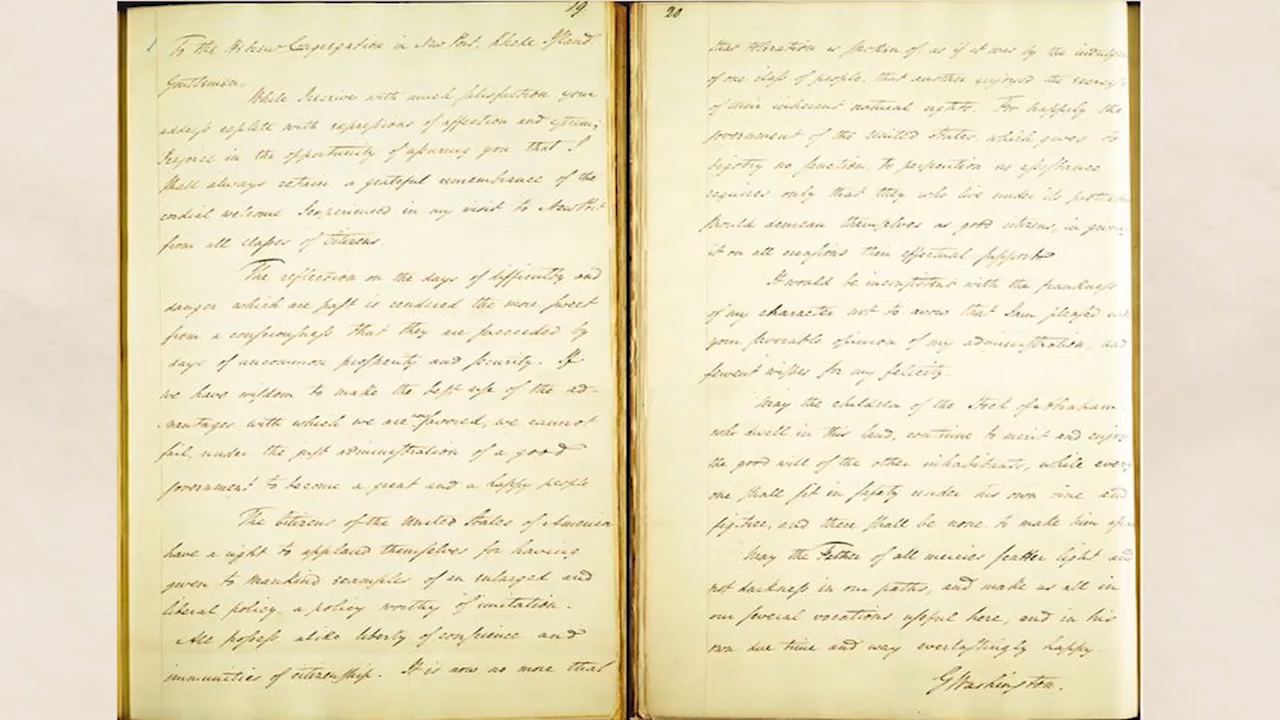 19
To the Hebrew Congregation in New Port, Rhode Island.
Gentlemen,
While I receive with much satisfaction your
address replete with expressions of affection and esteem;
I rejoice in the opportunity of assuring you that I
shall always retain a grateful remembrance of the
cordial welcome I experienced in my visit to New Port
from all classes of citizens.
The reflection on the days of difficulty and
danger which are past is rendered the more sweet
from a consciousness that they are succeeded by
days of uncommon prosperity and security. If
we have wisdom to make the best use of the ad-
vantages with which we are now favored, we cannot
fail, under the just administration of a good
government to become a great and a happy people
The Citizens of the United States of America
have a right to applaud themselves for having
given to Mankind examples of an enlarged and
liberal policy, a policy worthy of imitation.
All possess alike liberty of conscience and
immunities of citizenship. It is now no more that
20
that toleration is spoken of as if it was by the indulgen
of one class of people, that another enjoyed the exercise
of their inherent natural rights. For happily the
government of the United States, which gives to
bigotry no sanction, to persecution no assistance
requires only that they who live under its protection
should demean themselves as good citizens, in giving
it on all occasions their effectual support
It would be inconsistent with the frankness
of my character not to avow that I am pleased with
your favorable opinion of my administration, and
fervent wishes for my felicity.
May the children of the Stock of Abraham
who dwell in this land, continue to merit and enjoy
the good will of the other inhabitants, while every
one shall sit in safety under his own vine and
figtree, and there shall be none to make him afra
May the Father of all mercies scatter light and
not darkness in our paths, and make us all in
our several vocations useful here, and in his
own due time and way everlastingly happy.
GWashington.